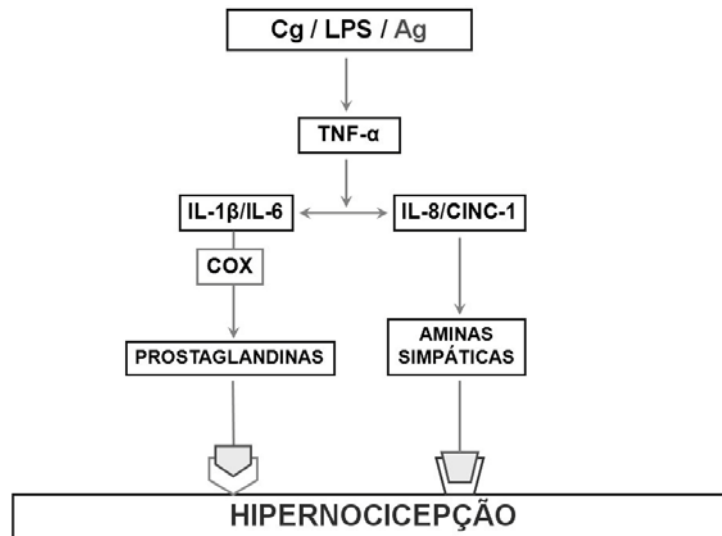 Cg / LPS / Ag
TNF-α
IL-1β/IL-6
IL-8/CINC-1
COX
PROSTAGLANDINAS
AMINAS
SIMPÁTICAS
HIPERNOCICEPÇÃO